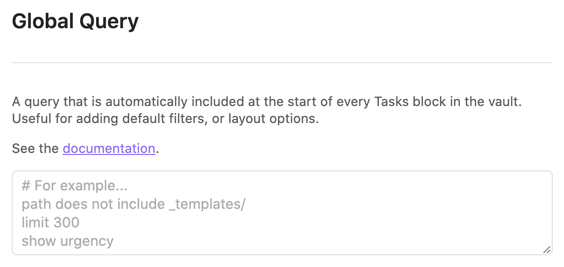 Global Query
A query that is automatically included at the start of every Tasks block in the vault.
Useful for adding default filters, or layout options.
See the documentation.
# For example...
path does not include _templates/
limit 300
show urgency